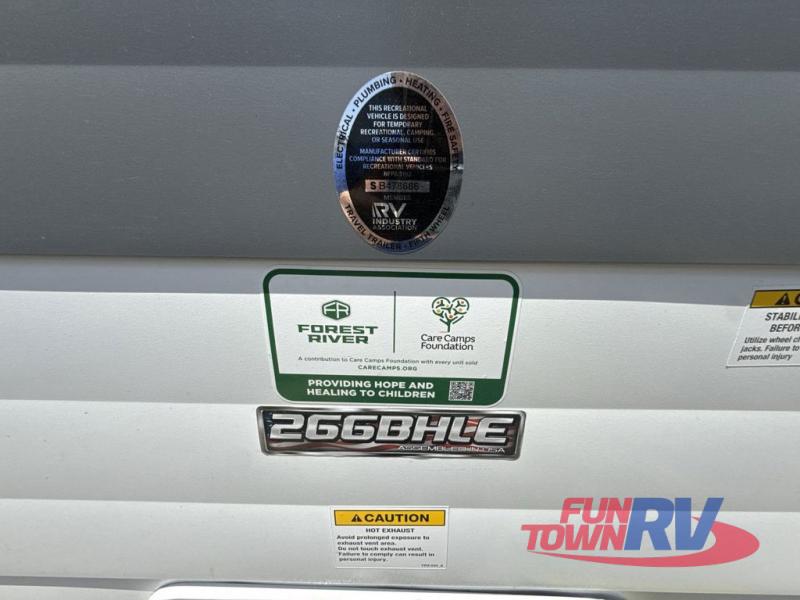 ELECTRICAL • PLUMBING • HEATING • FIRE SAFETY
THIS RECREATIONAL
VEHICLE IS DESIGNED
FOR TEMPORARY
RECREATIONAL, CAMPING,
OR SEASONAL USE
MANUFACTURER CERTIFIES
COMPLIANCE WITH STANDARD FOR
RECREATIONAL VEHICLES
NFPA 1192
S B478686
MEMBER
RV
INDUSTRY
ASSOCIATION
TRAVEL TRAILER • FIFTH WHEEL
FR
FOREST
RIVER
Care Camps
Foundation
A contribution to Care Camps Foundation with every unit sold
CARECAMPS.ORG
PROVIDING HOPE AND
HEALING TO CHILDREN
266BHLE
ASSEMBLED IN USA
STABIL
BEFOR
Utilize wheel ch
jacks. Failure to
personal injury
CAUTION
HOT EXHAUST
Avoid prolonged exposure to
exhaust vent area.
Do not touch exhaust vent.
Failure to comply can result in
personal injury.
FUN
TOWN RV